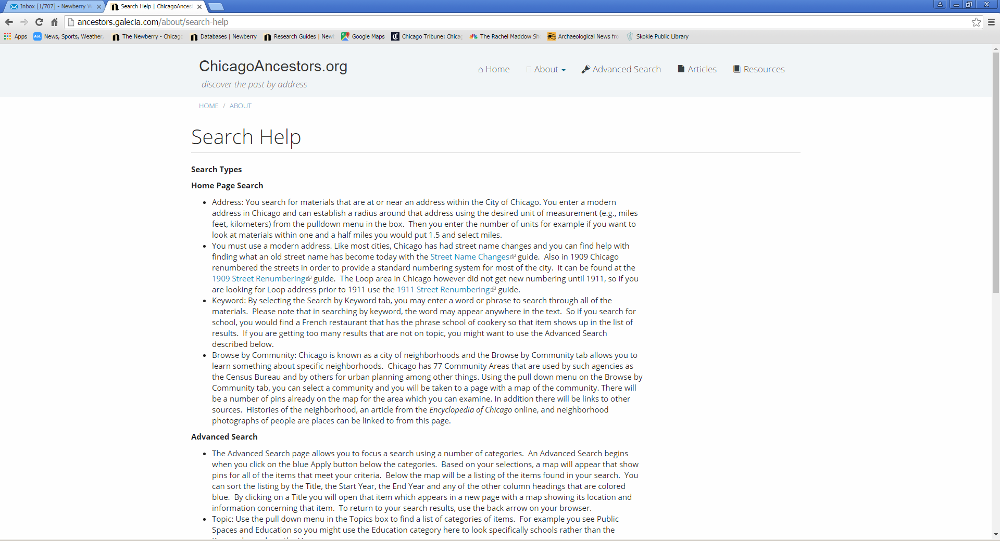 Inbox [1/707] - Newberry
Search Help | ChicagoAnces
ancestors.galecia.com/about/search-help
Apps
Aol.
News, Sports, Weather,
The Newberry - Chicago
Databases | Newberry
Research Guides | New
Google Maps
Chicago Tribune: Chica
The Rachel Maddow Sh
Archaeological News fr
Skokie Public Library
ChicagoAncestors.org
discover the past by address
Home
About
Advanced Search
Articles
Resources
HOME / ABOUT
Search Help
Search Types
Home Page Search
• Address: You search for materials that are at or near an address within the City of Chicago. You enter a modern
address in Chicago and can establish a radius around that address using the desired unit of measurement (e.g., miles
feet, kilometers) from the pulldown menu in the box.  Then you enter the number of units for example if you want to
look at materials within one and a half miles you would put 1.5 and select miles.
• You must use a modern address. Like most cities, Chicago has had street name changes and you can find help with
finding what an old street name has become today with the Street Name Changes guide.  Also in 1909 Chicago
renumbered the streets in order to provide a standard numbering system for most of the city.  It can be found at the
1909 Street Renumbering guide.  The Loop area in Chicago however did not get new numbering until 1911, so if you
are looking for Loop address prior to 1911 use the 1911 Street Renumbering guide.
• Keyword: By selecting the Search by Keyword tab, you may enter a word or phrase to search through all of the
materials.  Please note that in searching by keyword, the word may appear anywhere in the text.  So if you search for
school, you would find a French restaurant that has the phrase school of cookery so that item shows up in the list of
results.  If you are getting too many results that are not on topic, you might want to use the Advanced Search
described below.
• Browse by Community: Chicago is known as a city of neighborhoods and the Browse by Community tab allows you to
learn something about specific neighborhoods.  Chicago has 77 Community Areas that are used by such agencies as
the Census Bureau and by others for urban planning among other things. Using the pull down menu on the Browse by
Community tab, you can select a community and you will be taken to a page with a map of the community. There will
be a number of pins already on the map for the area which you can examine. In addition there will be links to other
sources.  Histories of the neighborhood, an article from the Encyclopedia of Chicago online, and neighborhood
photographs of people are places can be linked to from this page.
Advanced Search
• The Advanced Search page allows you to focus a search using a number of categories.  An Advanced Search begins
when you click on the blue Apply button below the categories.  Based on your selections, a map will appear that show
pins for all of the items that meet your criteria.  Below the map will be a listing of the items found in your search.  You
can sort the listing by the Title, the Start Year, the End Year and any of the other column headings that are colored
blue.  By clicking on a Title you will open that item which appears in a new page with a map showing its location and
information concerning that item.  To return to your search results, use the back arrow on your browser.
• Topic: Use the pull down menu in the Topics box to find a list of categories of items.  For example you see Public
Spaces and Education so you might use the Education category here to look specifically schools rather than the